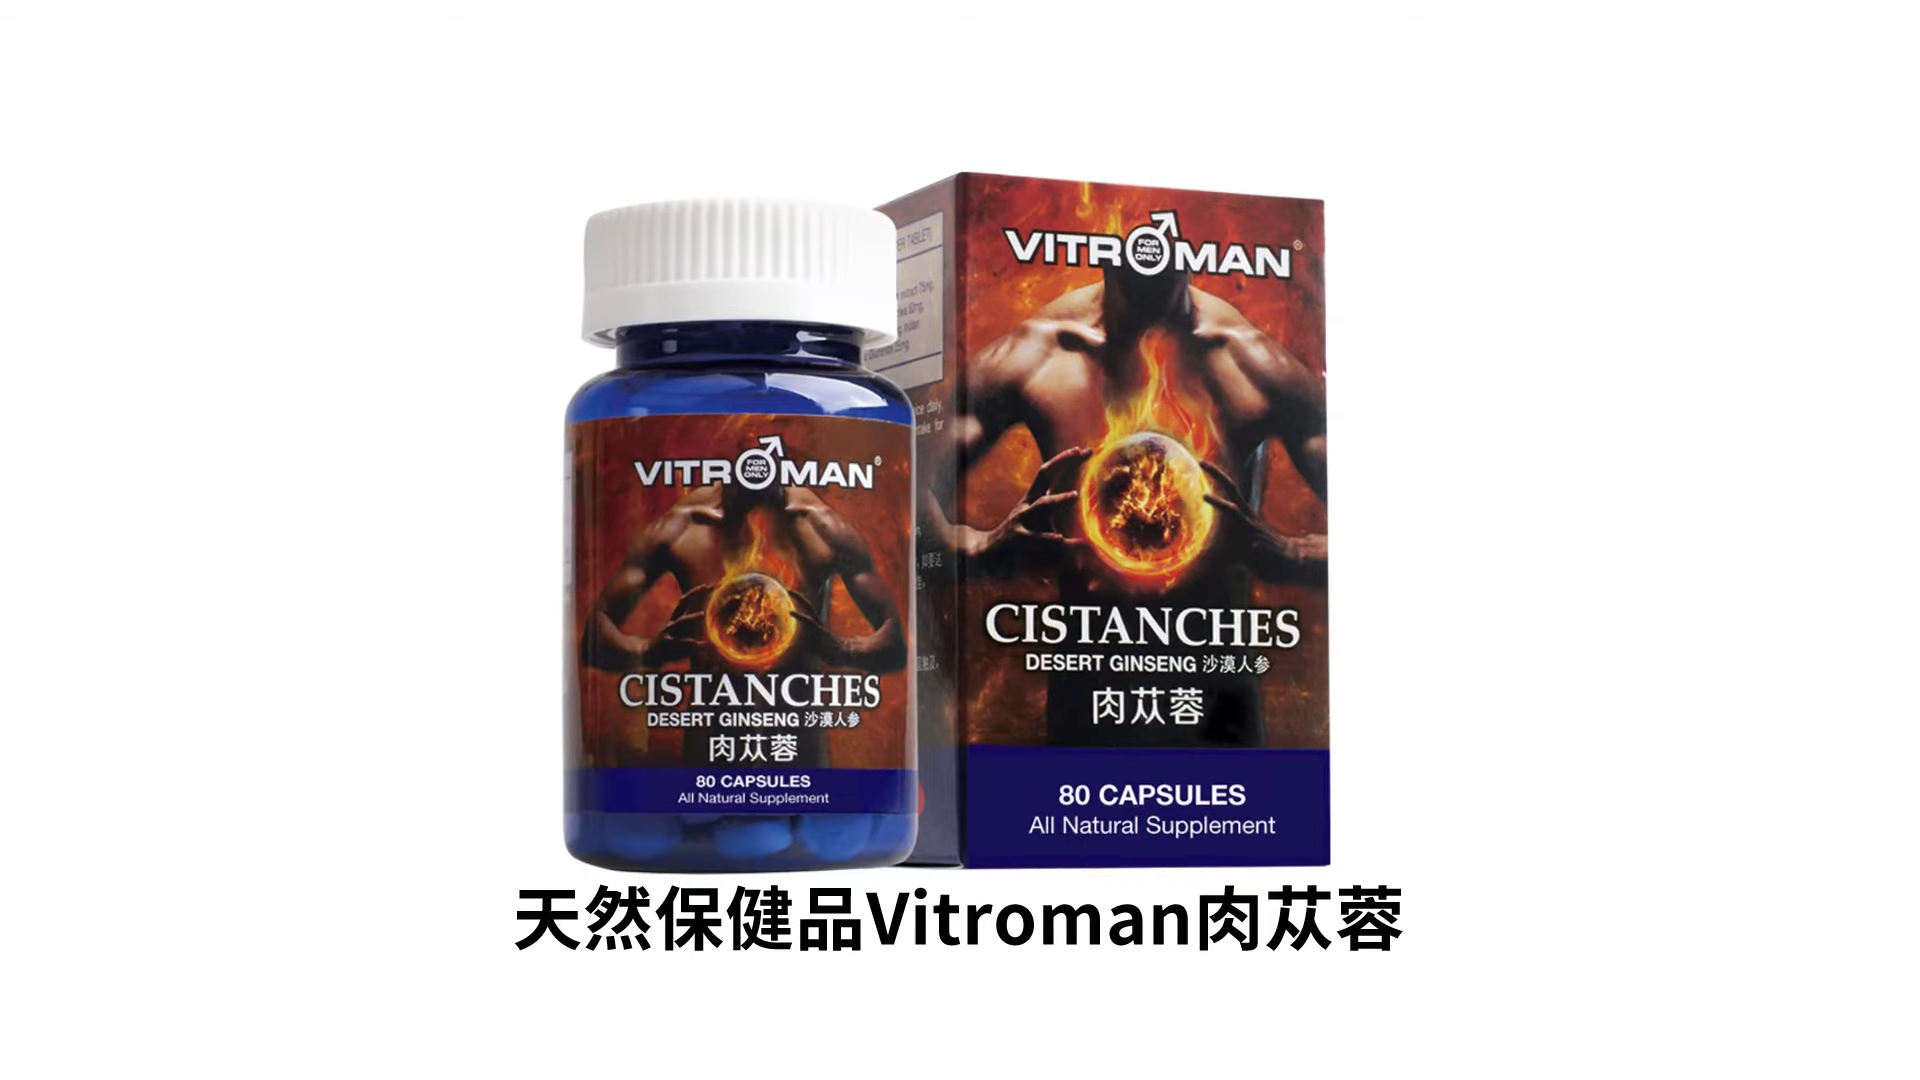 VITROMAN®
FOR
MEN
ONLY
CISTANCHES
DESERT GINSENG 沙漠人参
肉苁蓉
80 CAPSULES
All Natural Supplement
VITROMAN®
FOR
MEN
ONLY
CISTANCHES
DESERT GINSENG 沙漠人参
肉苁蓉
80 CAPSULES
All Natural Supplement
天然保健品Vitroman肉苁蓉